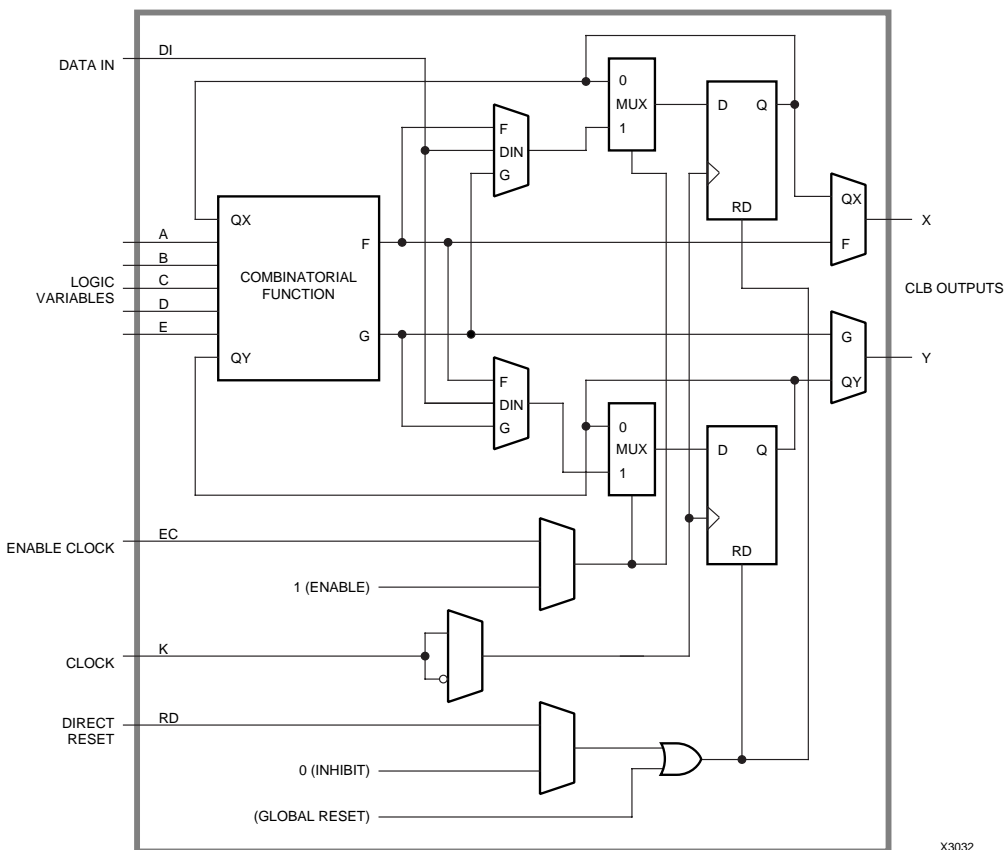 DI
DATA IN
0
MUX
1
D Q
RD
F
DIN
G
QX
F
X
QX
A
B
C
D
E
LOGIC
VARIABLES
COMBINATORIAL
FUNCTION
F
G
QY
CLB OUTPUTS
G
QY
Y
F
DIN
G
0
MUX
1
D Q
RD
EC
ENABLE CLOCK
1 (ENABLE)
K
CLOCK
RD
DIRECT
RESET
0 (INHIBIT)
(GLOBAL RESET)
X3032